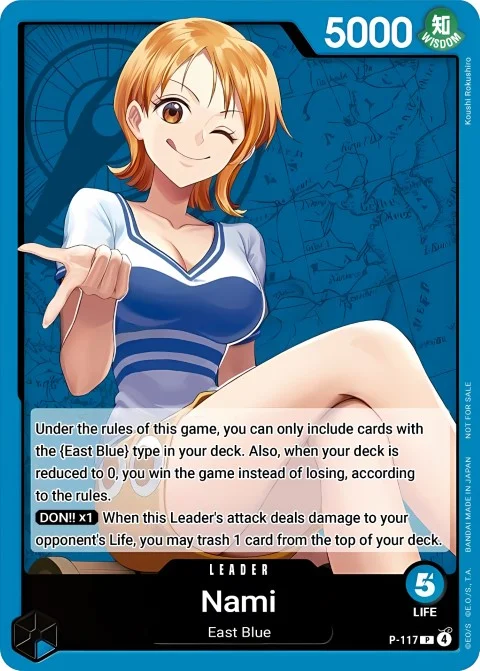 5000
知
WISDOM
Koushi Rokushiro
Under the rules of this game, you can only include cards with
the {East Blue} type in your deck. Also, when your deck is
reduced to 0, you win the game instead of losing, according
to the rules.
DON!! x1 When this Leader's attack deals damage to your
opponent's Life, you may trash 1 card from the top of your deck.
NOT FOR SALE
BANDAI MADE IN JAPAN
©E.O./S., T.A.
©EO/S
LEADER
5
LIFE
Nami
East Blue
P-117 P 4